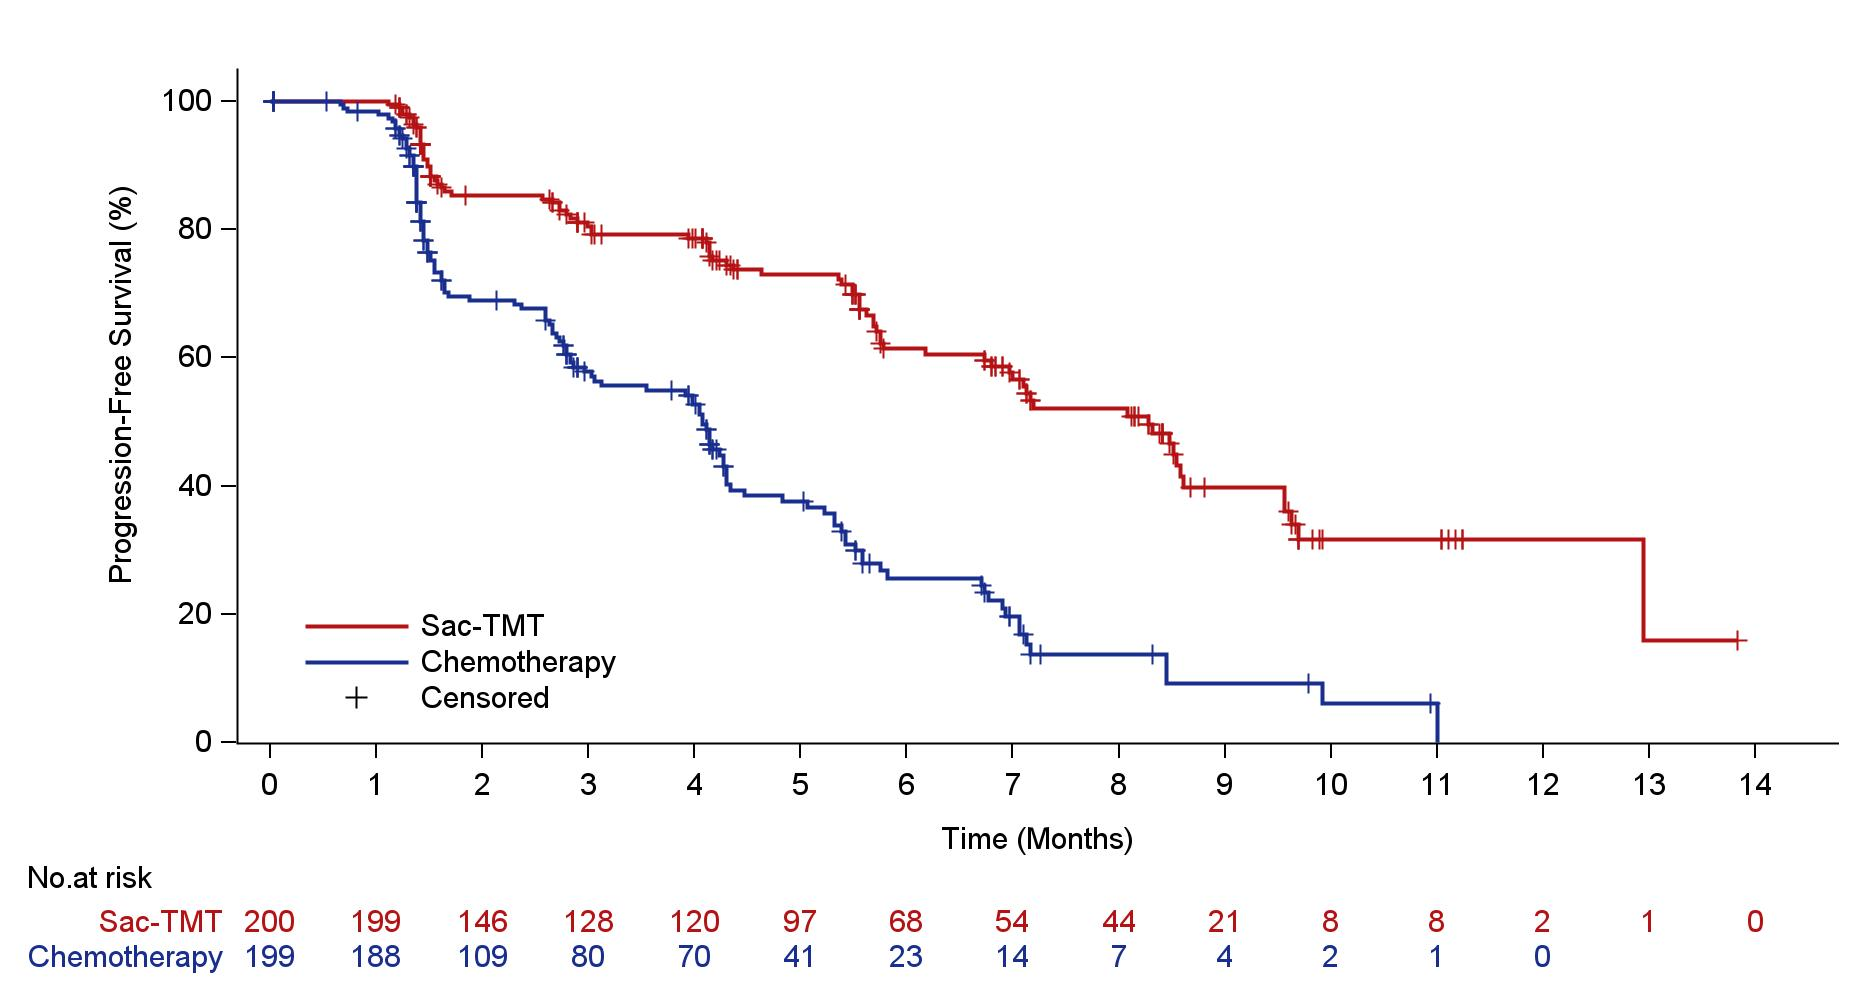 Progression-Free Survival (%)
100
80
60
40
20
0
Sac-TMT
Chemotherapy
Censored
0 1 2 3 4 5 6 7 8 9 10 11 12 13 14
Time (Months)
No.at risk
Sac-TMT 200 199 146 128 120 97 68 54 44 21 8 8 2 1 0
Chemotherapy 199 188 109 80 70 41 23 14 7 4 2 1 0